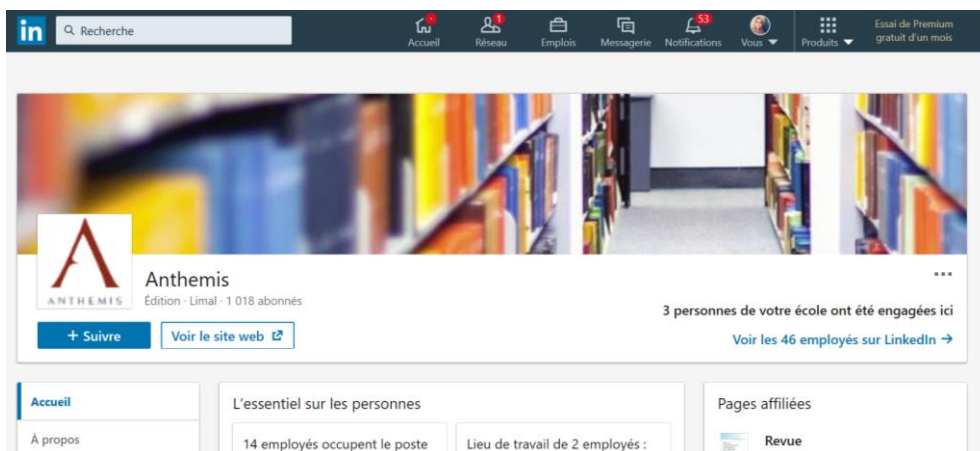 in
Recherche
1
53
Accueil
Réseau
Emplois
Messagerie
Notifications
Vous
Produits
Essai de Premium
gratuit d'un mois
A
ANTHEMIS
Anthemis
Édition · Limal · 1 018 abonnés
+ Suivre
Voir le site web
...
3 personnes de votre école ont été engagées ici
Voir les 46 employés sur LinkedIn →
Accueil
À propos
L'essentiel sur les personnes
14 employés occupent le poste
Lieu de travail de 2 employés :
Pages affiliées
Revue